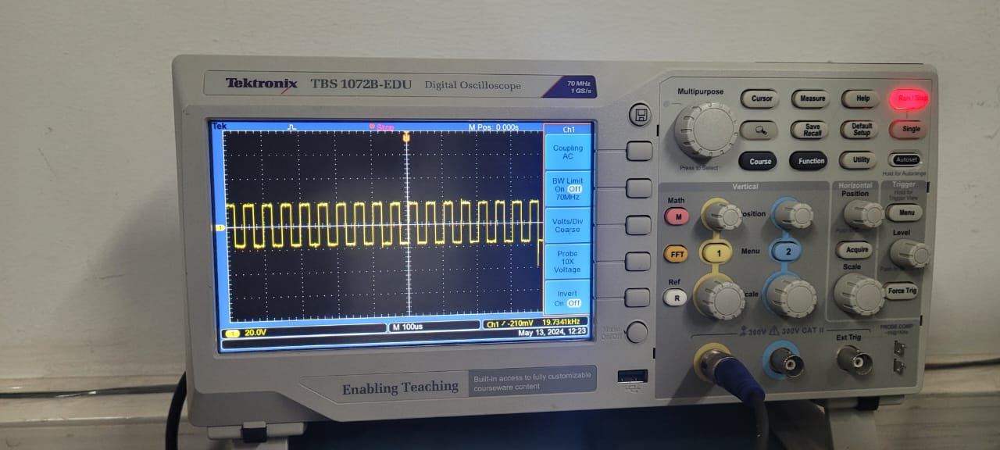 Tektronix TBS 1072B-EDU Digital Oscilloscope
70 MHz
1 GS/s
Tek Stop M Pos: 0.000s
Ch1
Coupling
AC
BW Limit
On Off
70MHz
Volts/Div
Coarse
Probe
10X
Voltage
Invert
On Off
1
1 20.0V
M 100us
Ch1 -210mV 19.7341kHz
May 13, 2024, 12:23
Menu
On/Off
Enabling Teaching
Built-in access to fully customizable
courseware content
Multipurpose
Press to Select
Cursor
Measure
Help
Run / Stop
Save
Recall
Default
Setup
Single
Course
Function
Utility
Autoset
Hold for Autorange
Vertical
Math
M
Position
FFT
1
Menu
2
Ref
R
Scale
Horizontal
Position
Acquire
Scale
Trigger
Hold for
Trigger View
Menu
Level
Force Trig
300V 300V CAT II
Ext Trig
PROBE COMP